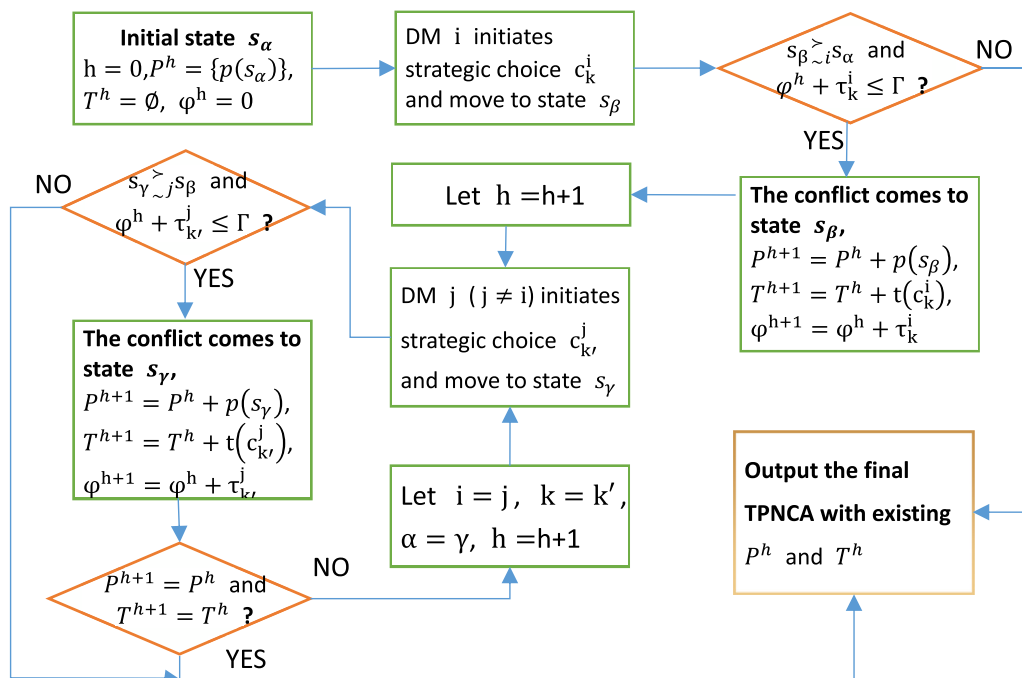 Initial state s_α
h = 0,P^h = {p(s_α)},
T^h = ∅, φ^h = 0
DM i initiates
strategic choice c_k^i
and move to state s_β
s_β ≿_i s_α and
φ^h + τ_k^i ≤ Γ ?
NO
YES
The conflict comes to
state s_β,
P^{h+1} = P^h + p(s_β),
T^{h+1} = T^h + t(c_k^i),
φ^{h+1} = φ^h + τ_k^i
Let h =h+1
DM j ( j ≠ i) initiates
strategic choice c_{k′}^j
and move to state s_γ
NO
s_γ ≿_j s_β and
φ^h + τ_{k′}^j ≤ Γ ?
YES
The conflict comes to
state s_γ,
P^{h+1} = P^h + p(s_γ),
T^{h+1} = T^h + t(c_{k′}^j),
φ^{h+1} = φ^h + τ_{k′}^j
P^{h+1} = P^h and
T^{h+1} = T^h ?
NO
YES
Let i = j, k = k′,
α = γ, h =h+1
Output the final
TPNCA with existing
P^h and T^h